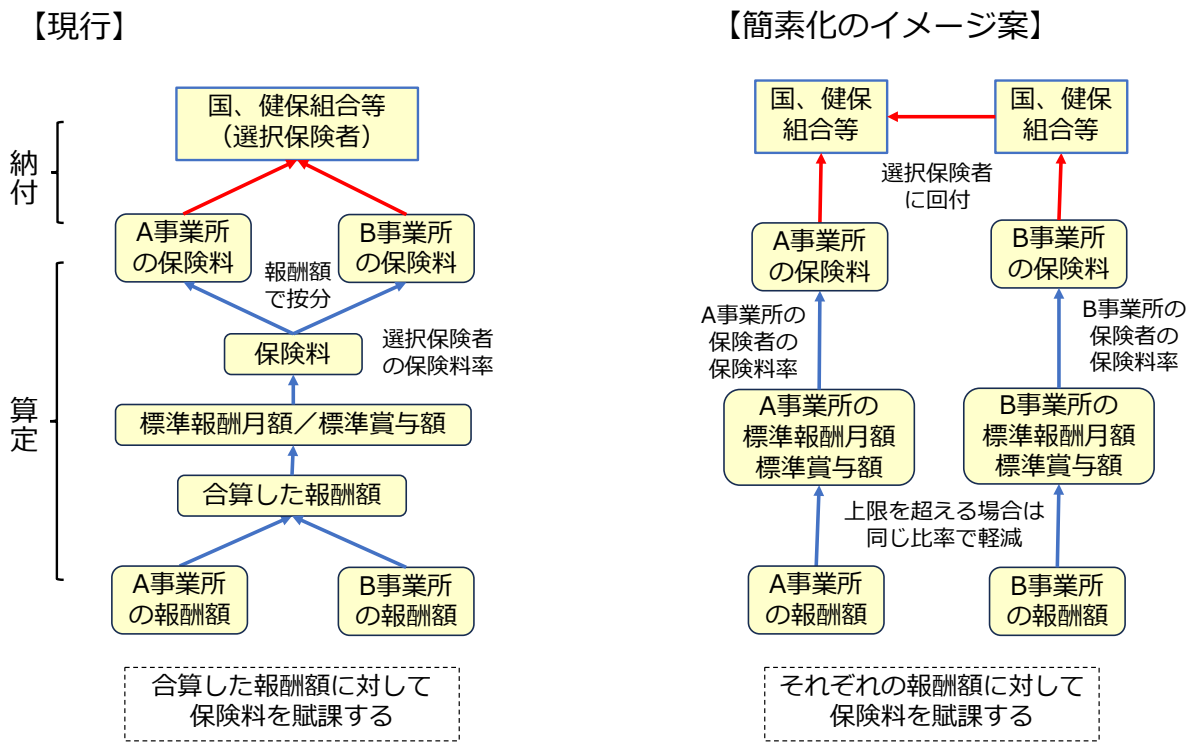 【現行】
国、健保組合等
(選択保険者)
納付
A事業所
の保険料
B事業所
の保険料
報酬額
で按分
保険料
選択保険者
の保険料率
算定
標準報酬月額/標準賞与額
合算した報酬額
A事業所
の報酬額
B事業所
の報酬額
合算した報酬額に対して
保険料を賦課する
【簡素化のイメージ案】
国、健保
組合等
国、健保
組合等
選択保険者
に回付
A事業所
の保険料
B事業所
の保険料
A事業所の
保険者の
保険料率
B事業所の
保険者の
保険料率
A事業所の
標準報酬月額
標準賞与額
B事業所の
標準報酬月額
標準賞与額
上限を超える場合は
同じ比率で軽減
A事業所
の報酬額
B事業所
の報酬額
それぞれの報酬額に対して
保険料を賦課する